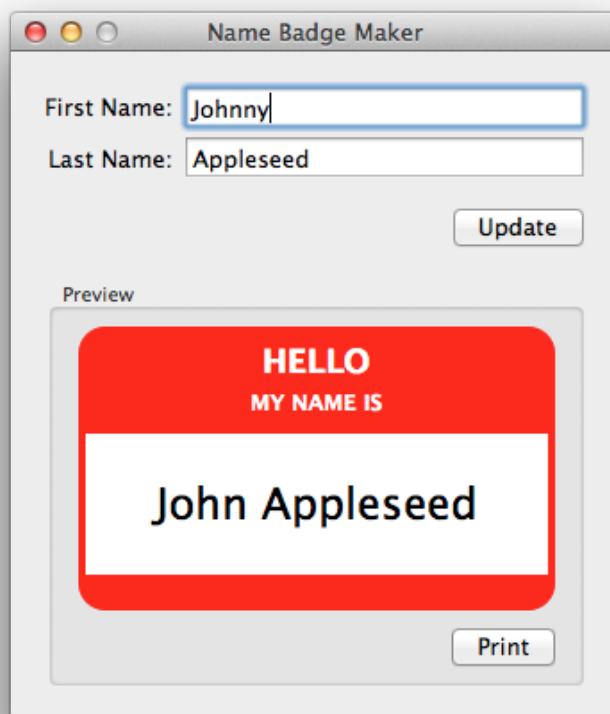 Name Badge Maker
First Name: Johnny
Last Name: Appleseed
Update
Preview
HELLO
MY NAME IS
John Appleseed
Print